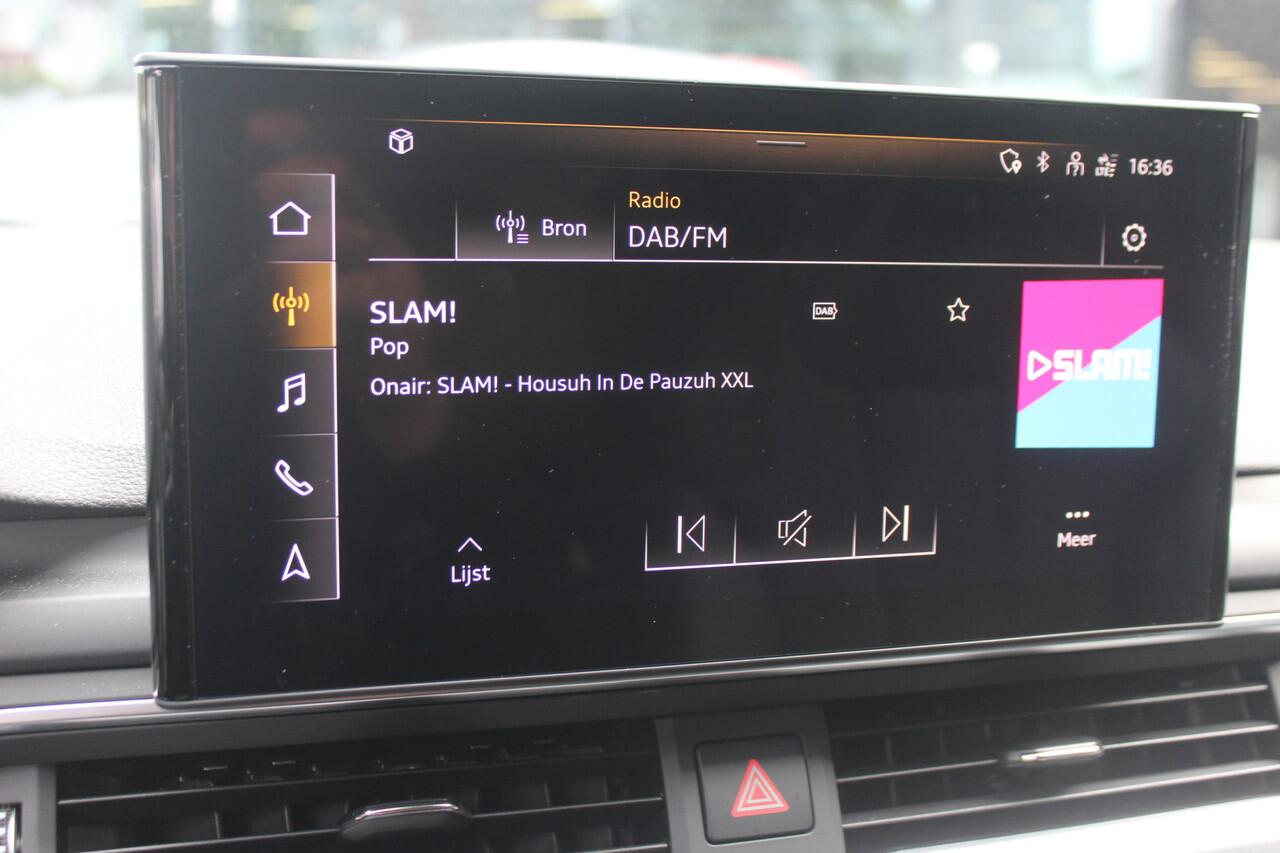 LTE 16:36
Radio
Bron DAB/FM
SLAM!
DAB
Pop
Onair: SLAM! - Housuh In De Pauzuh XXL
SLAM!
Meer
Lijst